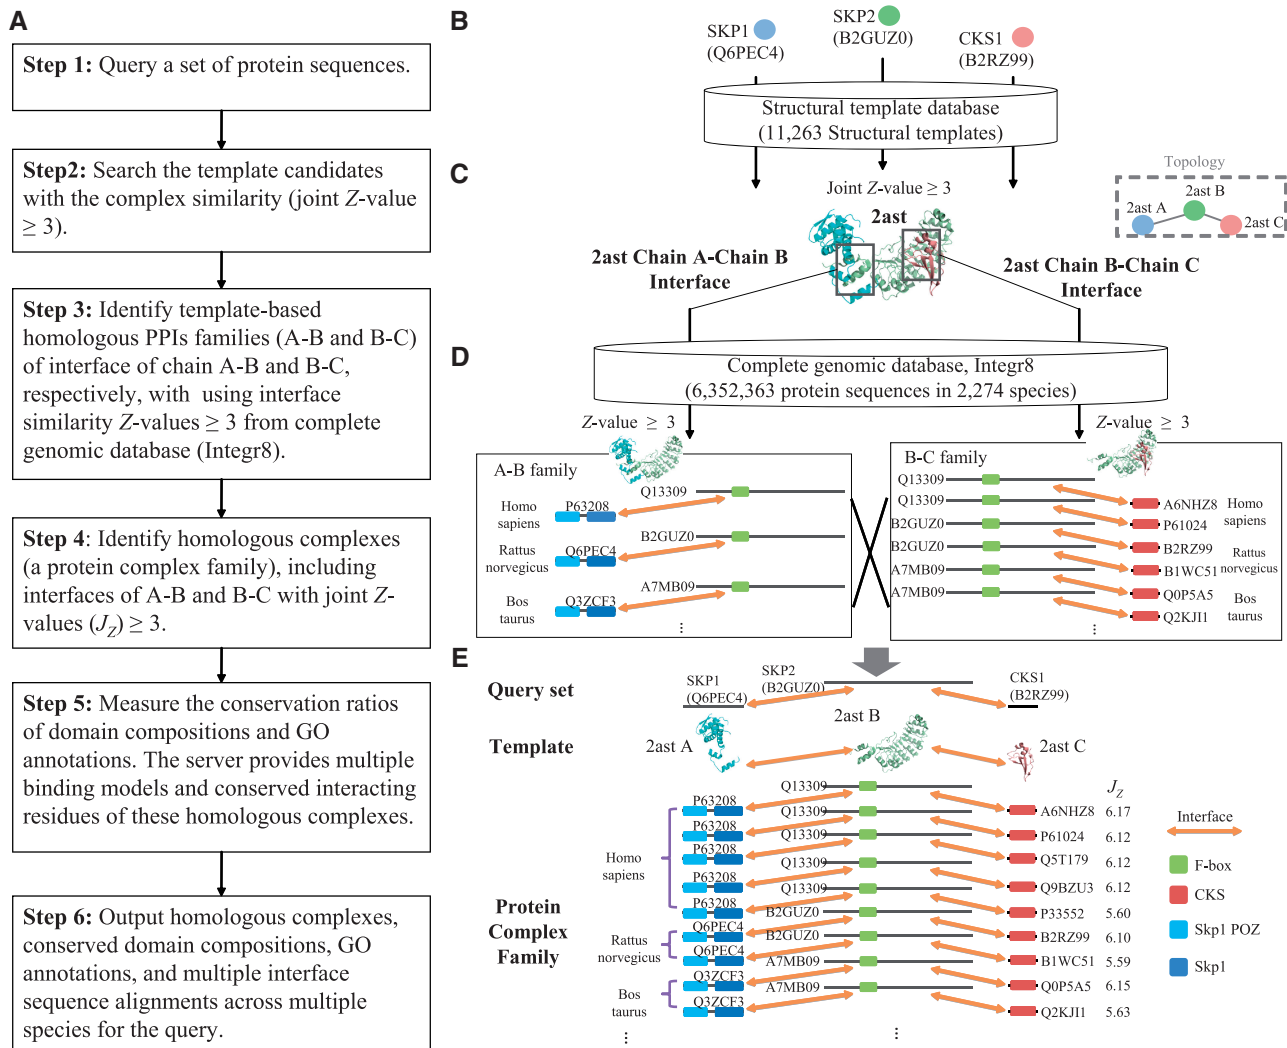 A
Step 1: Query a set of protein sequences.
Step2: Search the template candidates
with the complex similarity (joint Z-value
≥ 3).
Step 3: Identify template-based
homologous PPIs families (A-B and B-C)
of interface of chain A-B and B-C,
respectively, with using interface
similarity Z-values ≥ 3 from complete
genomic database (Integr8).
Step 4: Identify homologous complexes
(a protein complex family), including
interfaces of A-B and B-C with joint Z-
values (JZ) ≥ 3.
Step 5: Measure the conservation ratios
of domain compositions and GO
annotations. The server provides multiple
binding models and conserved interacting
residues of these homologous complexes.
Step 6: Output homologous complexes,
conserved domain compositions, GO
annotations, and multiple interface
sequence alignments across multiple
species for the query.
B
SKP1
(Q6PEC4)
SKP2
(B2GUZ0)
CKS1
(B2RZ99)
Structural template database
(11,263 Structural templates)
C
Joint Z-value ≥ 3
2ast
2ast Chain A-Chain B
Interface
2ast Chain B-Chain C
Interface
Topology
2ast B
2ast A
2ast C
D
Complete genomic database, Integr8
(6,352,363 protein sequences in 2,274 species)
Z-value ≥ 3
Z-value ≥ 3
A-B family
Q13309
Homo
sapiens
P63208
B2GUZ0
Rattus
norvegicus
Q6PEC4
A7MB09
Bos
taurus
Q3ZCF3
...
B-C family
Q13309
Q13309
B2GUZ0
B2GUZ0
A7MB09
A7MB09
A6NHZ8
P61024
B2RZ99
B1WC51
Q0P5A5
Q2KJI1
Homo
sapiens
Rattus
norvegicus
Bos
taurus
...
E
Query set
SKP1
(Q6PEC4)
SKP2
(B2GUZ0)
CKS1
(B2RZ99)
Template
2ast A
2ast B
2ast C
Protein
Complex
Family
Homo
sapiens
Rattus
norvegicus
Bos
taurus
...
P63208
P63208
P63208
P63208
P63208
Q6PEC4
Q6PEC4
Q3ZCF3
Q3ZCF3
Q13309
Q13309
Q13309
Q13309
Q13309
B2GUZ0
B2GUZ0
A7MB09
A7MB09
...
JZ
A6NHZ8 6.17
P61024 6.12
Q5T179 6.12
Q9BZU3 6.12
P33552 5.60
B2RZ99 6.10
B1WC51 5.59
Q0P5A5 6.15
Q2KJI1 5.63
Interface
F-box
CKS
Skp1 POZ
Skp1